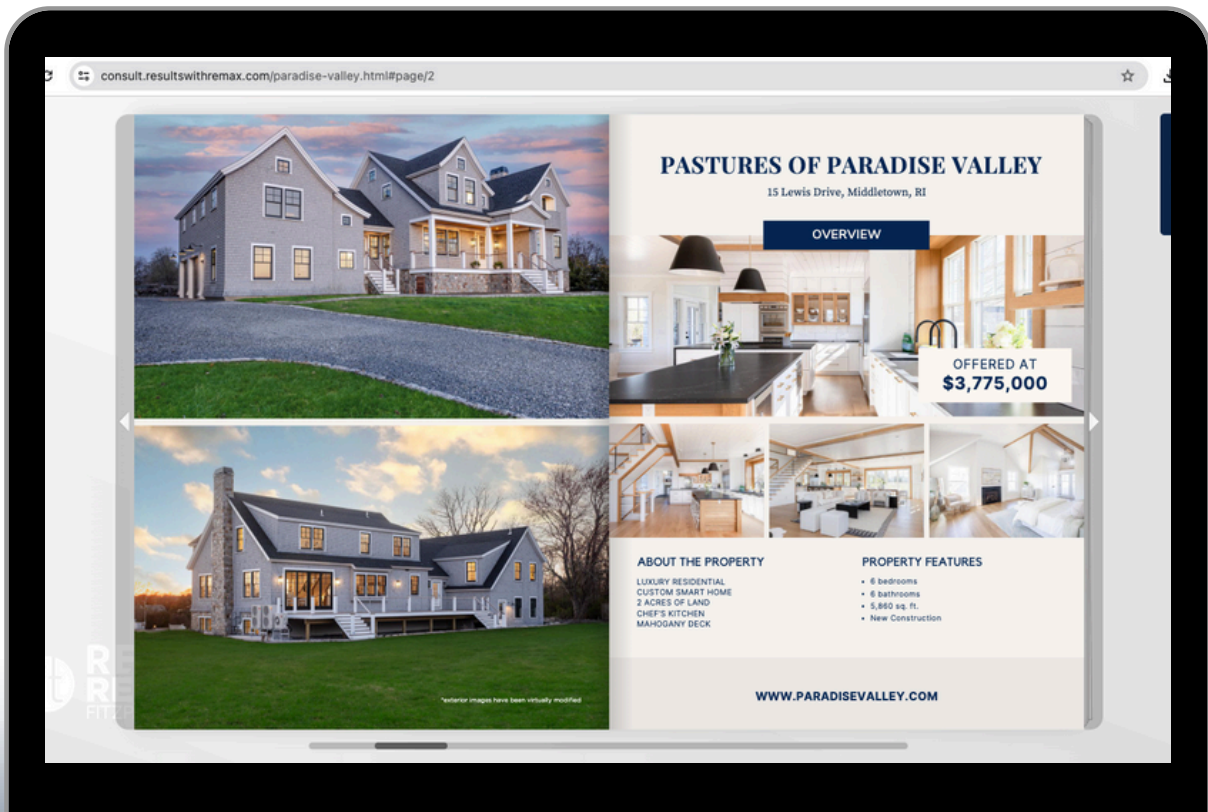 consult.resultswithremax.com/paradise-valley.html#page/2
PASTURES OF PARADISE VALLEY
15 Lewis Drive, Middletown, RI
OVERVIEW
OFFERED AT
$3,775,000
ABOUT THE PROPERTY
LUXURY RESIDENTIAL
CUSTOM SMART HOME
2 ACRES OF LAND
CHEF'S KITCHEN
MAHOGANY DECK
PROPERTY FEATURES
• 6 bedrooms
• 6 bathrooms
• 5,860 sq. ft.
• New Construction
*exterior images have been virtually modified
WWW.PARADISEVALLEY.COM
t RE
RE
FITZ